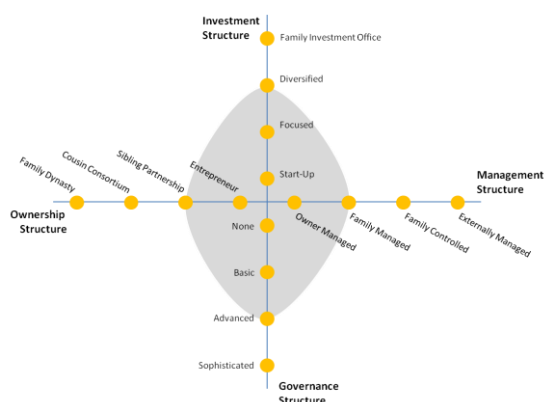 Investment
Structure
Family Investment Office
Diversified
Focused
Start-Up
Family Dynasty
Cousin Consortium
Sibling Partnership
Entrepreneur
Management
Structure
Ownership
Structure
None
Owner Managed
Family Managed
Family Controlled
Externally Managed
Basic
Advanced
Sophisticated
Governance
Structure